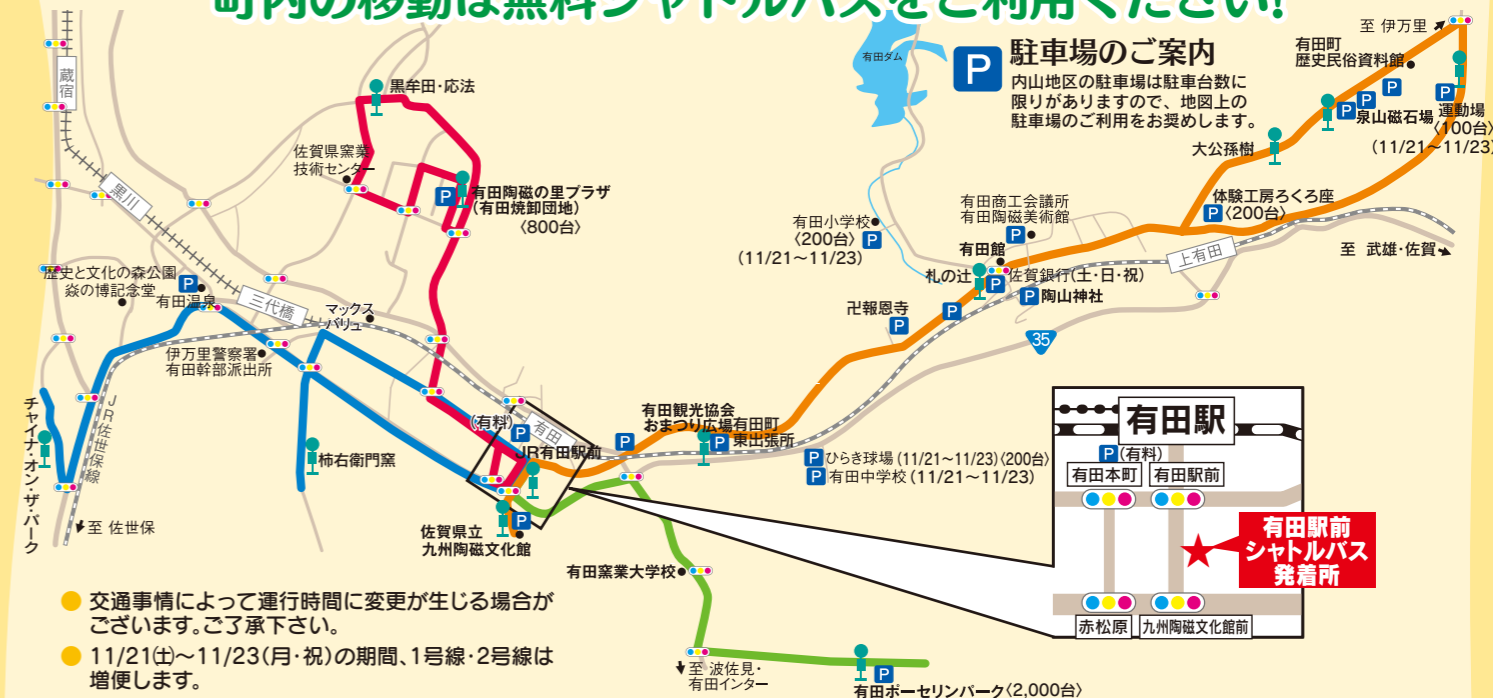 町内の移動は無料シャトルバスをご利用ください!
至 伊万里
有田町
歴史民俗資料館
有田ダム
P
駐車場のご案内
内山地区の駐車場は駐車台数に
限りがありますので、地図上の
駐車場のご利用をお奨めします。
蔵宿
黒牟田・応法
P
P
P
P
泉山磁石場
運動場
〈100台〉
(11/21～11/23)
大公孫樹
佐賀県窯業
技術センター
黒川
P
有田陶磁の里プラザ
(有田焼卸団地)
〈800台〉
体験工房ろくろ座
P
〈200台〉
有田商工会議所
有田陶磁美術館
P
有田小学校
〈200台〉
P
(11/21～11/23)
有田館
上有田
至 武雄・佐賀
歴史と文化の森公園
焱の博記念堂
P
有田温泉
札の辻
佐賀銀行(土・日・祝)
P
P
陶山神社
三代橋
マックス
バリュ
卍報恩寺
P
P
35
伊万里警察署
有田幹部派出所
チャイナ・オン・ザ・パーク
JR佐世保線
(有料)
P
有田
有田観光協会
おまつり広場
有田町
東出張所
P
P
JR有田駅前
柿右衛門窯
P
ひらき球場(11/21～11/23)〈200台〉
P
有田中学校(11/21～11/23)
有田駅
P
(有料)
有田本町
有田駅前
至 佐世保
佐賀県立
九州陶磁文化館
P
有田駅前
シャトルバス
発着所
有田窯業大学校
赤松原
九州陶磁文化館前
● 交通事情によって運行時間に変更が生じる場合が
ございます。ご了承下さい。
● 11/21(土)～11/23(月・祝)の期間、1号線・2号線は
増便します。
至 波佐見・
有田インター
P
有田ポーセリンパーク〈2,000台〉